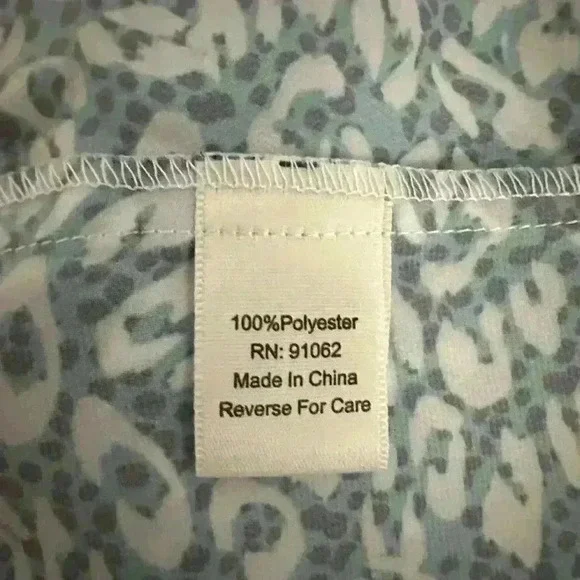 100%Polyester
RN: 91062
Made In China
Reverse For Care